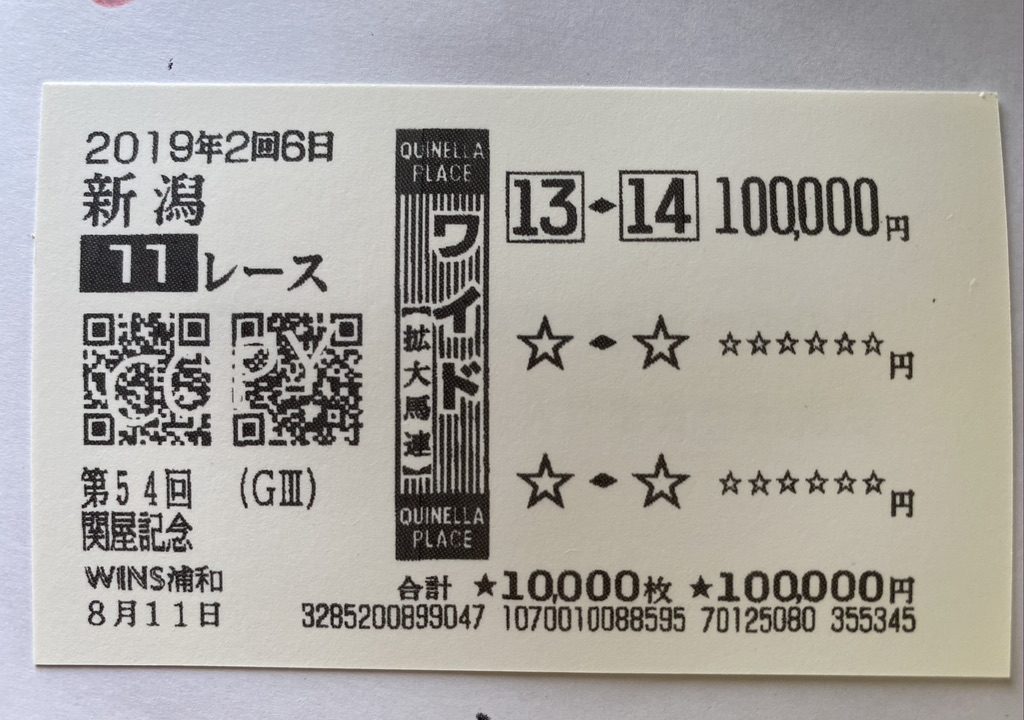 2019年2回6日
新潟
11レース
COPY
第54回 (GⅢ)
関屋記念
WINS浦和
8月11日
QUINELLA
PLACE
ワイド
【拡大馬連】
QUINELLA
PLACE
13◆14 100,000円
☆◆☆ ☆☆☆☆☆☆円
☆◆☆ ☆☆☆☆☆☆円
合計 ★10,000枚 ★100,000円
3285200899047 1070010088595 70125080 355345